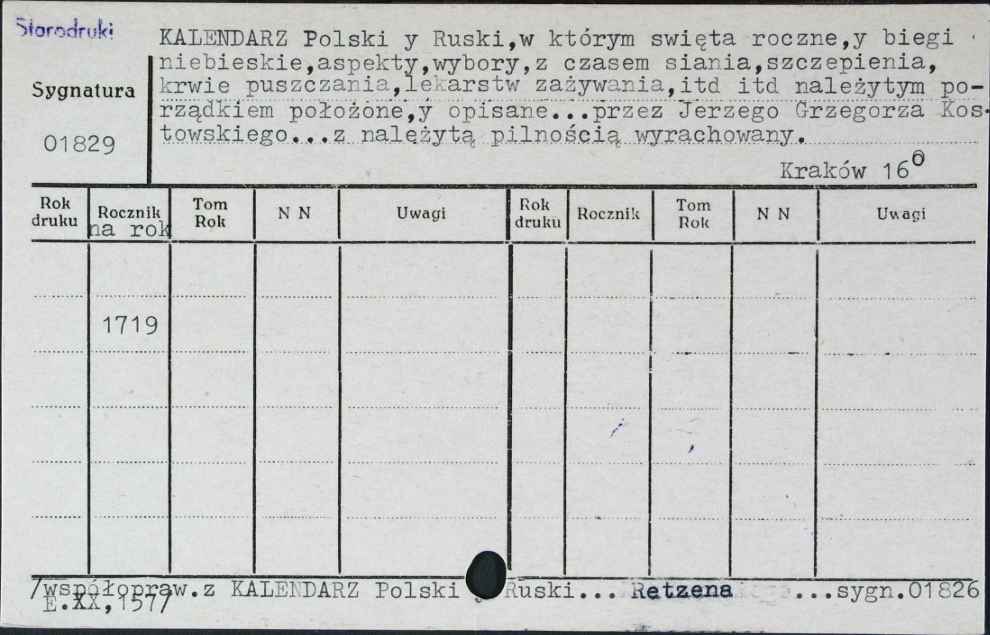 Starodruki
KALENDARZ Polski y Ruski,w którym swięta roczne,y biegi
niebieskie,aspekty,wybory,z czasem siania,szczepienia,
krwie puszczania,lekarstw zażywania,itd itd należytym po-
rządkiem położone,y opisane...przez Jerzego Grzegorza Kos-
towskiego...z należytą pilnością wyrachowany.
Kraków 16°
Sygnatura
01829
Rok druku Rocznik na rok Tom Rok N N Uwagi Rok druku Rocznik Tom Rok N N Uwagi
1719
/współopraw.z KALENDARZ Polski y Ruski... Retzena ...sygn.01826
E.XX,157/